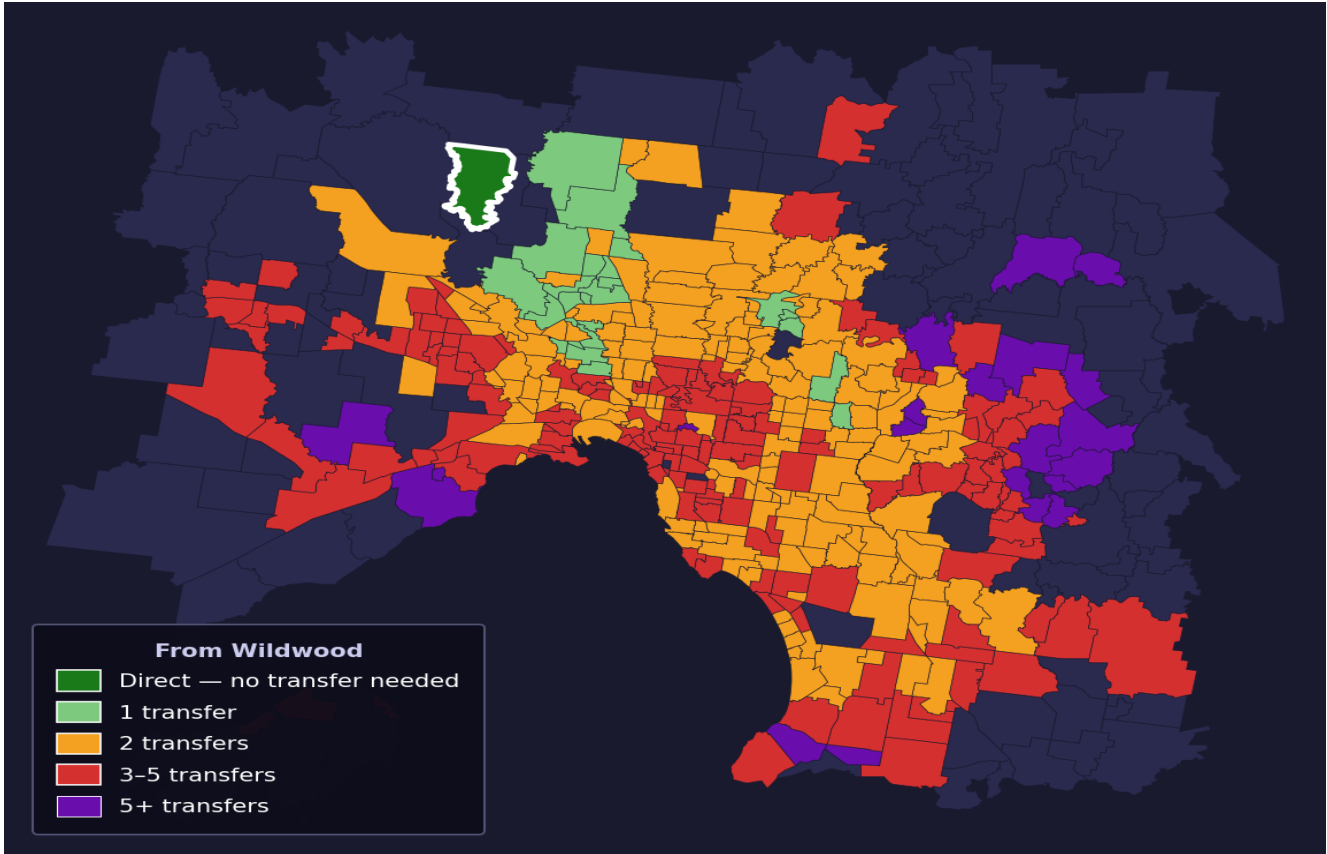 From Wildwood
Direct — no transfer needed
1 transfer
2 transfers
3–5 transfers
5+ transfers